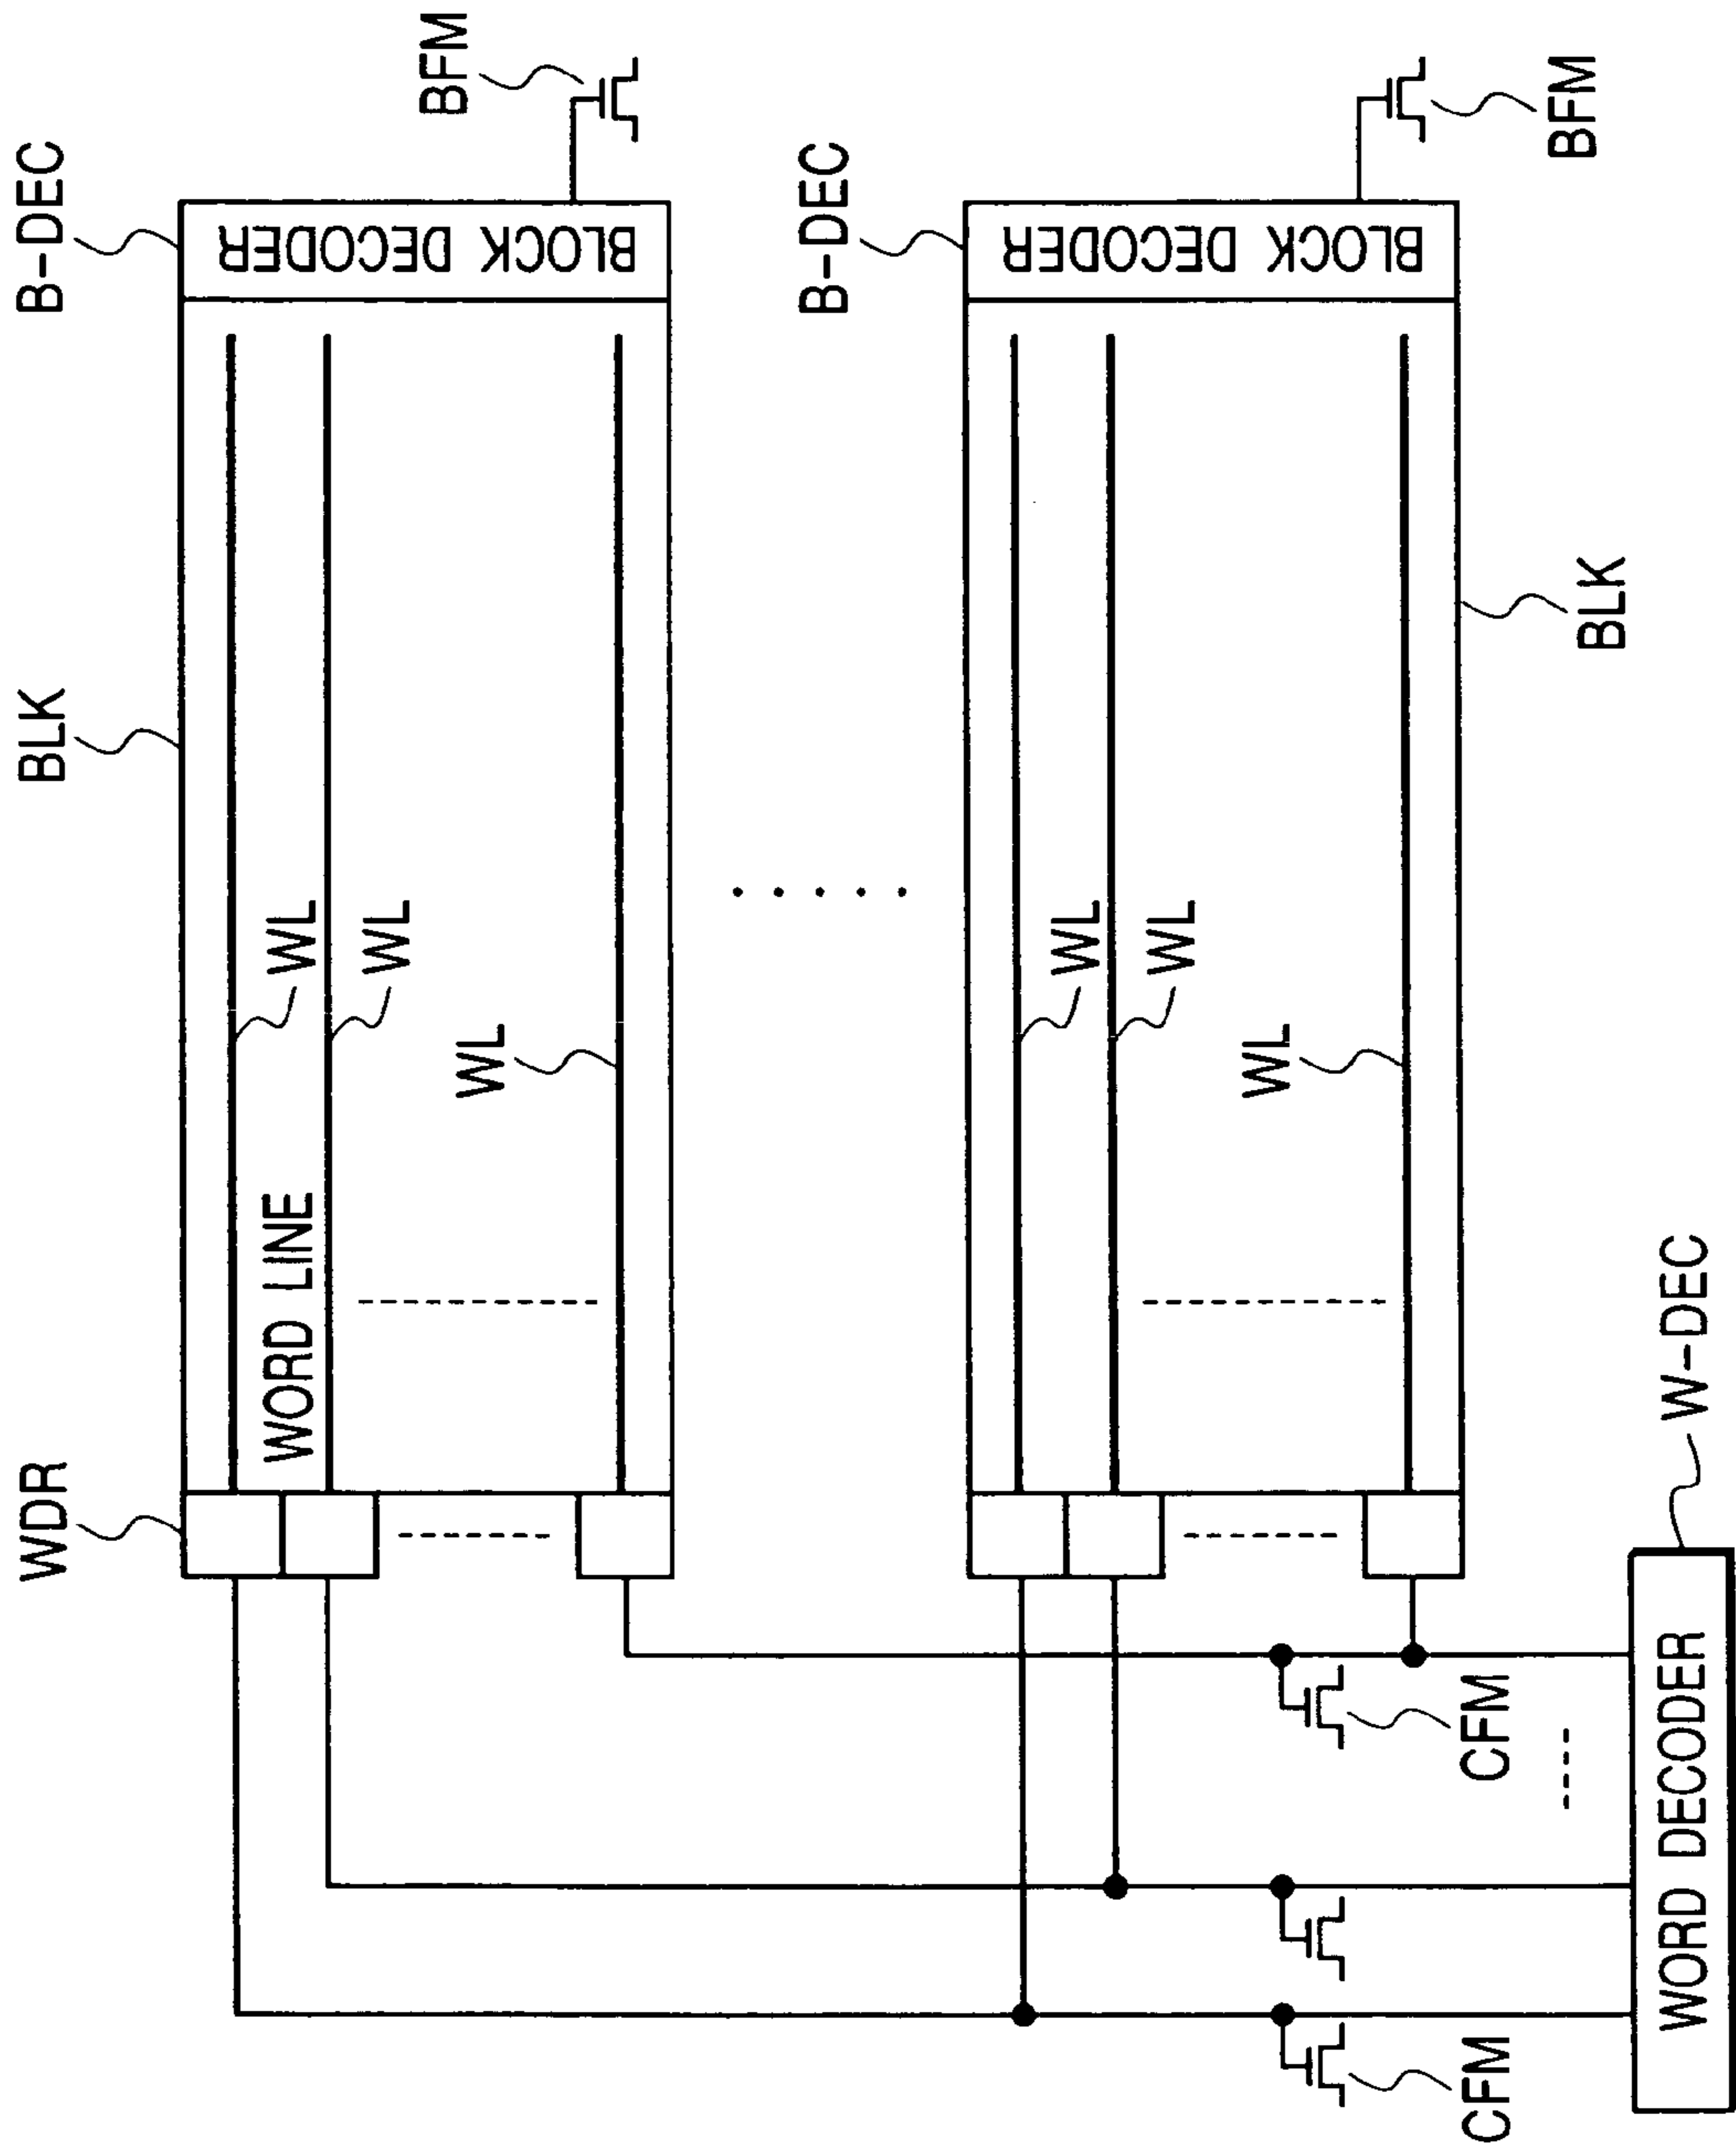 WDR
BLK
B-DEC
WORD LINE
WL
WL
WL
BLOCK DECODER
BFM
B-DEC
WL
WL
WL
BLOCK DECODER
BFM
BLK
CFM
CFM
WORD DECODER
W-DEC